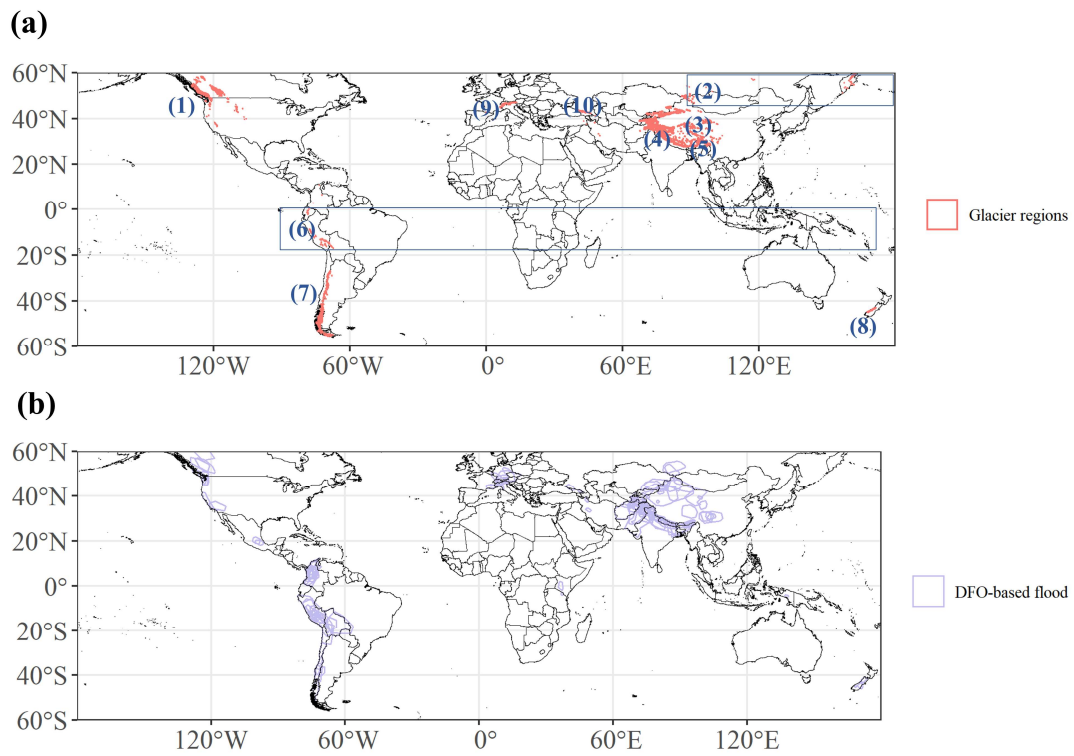 (a)
60°N
40°N
20°N
0°
20°S
40°S
60°S
(1)
(2)
(3)
(4)
(5)
(6)
(7)
(8)
(9)
(10)
120°W 60°W 0° 60°E 120°E
Glacier regions
(b)
60°N
40°N
20°N
0°
20°S
40°S
60°S
120°W 60°W 0° 60°E 120°E
DFO-based flood